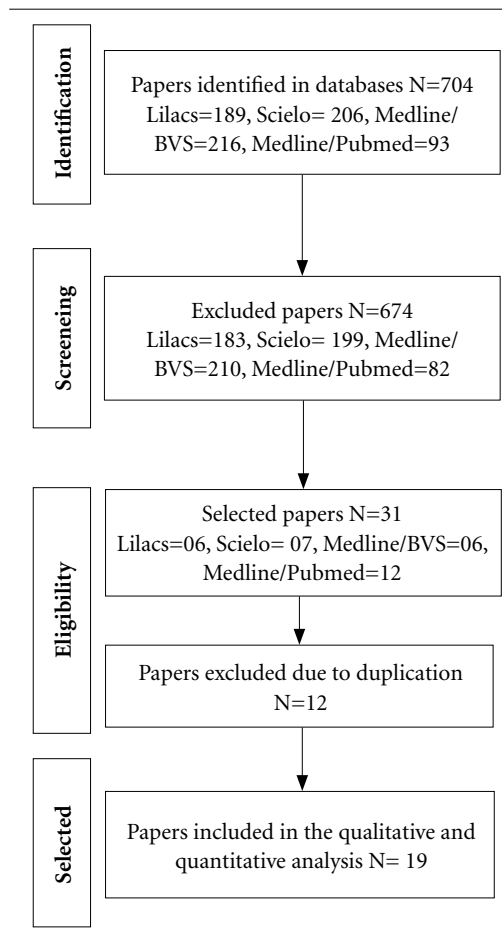 Identification
Papers identified in databases N=704
Lilacs=189, Scielo= 206, Medline/
BVS=216, Medline/Pubmed=93
Screneing
Excluded papers N=674
Lilacs=183, Scielo= 199, Medline/
BVS=210, Medline/Pubmed=82
Eligibility
Selected papers N=31
Lilacs=06, Scielo= 07, Medline/BVS=06,
Medline/Pubmed=12
Papers excluded due to duplication
N=12
Selected
Papers included in the qualitative and
quantitative analysis N= 19